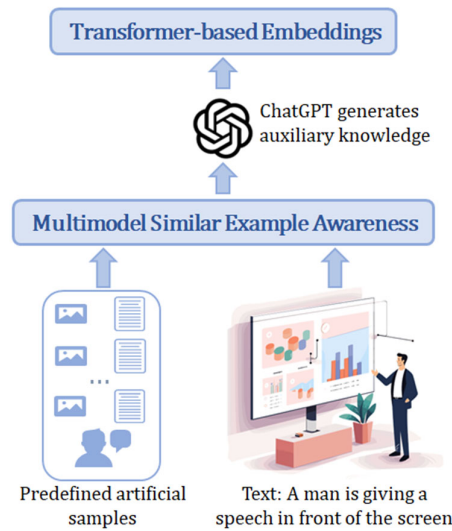 Transformer-based Embeddings
ChatGPT generates
auxiliary knowledge
Multimodel Similar Example Awareness
...
Predefined artificial
samples
Text: A man is giving a
speech in front of the screen